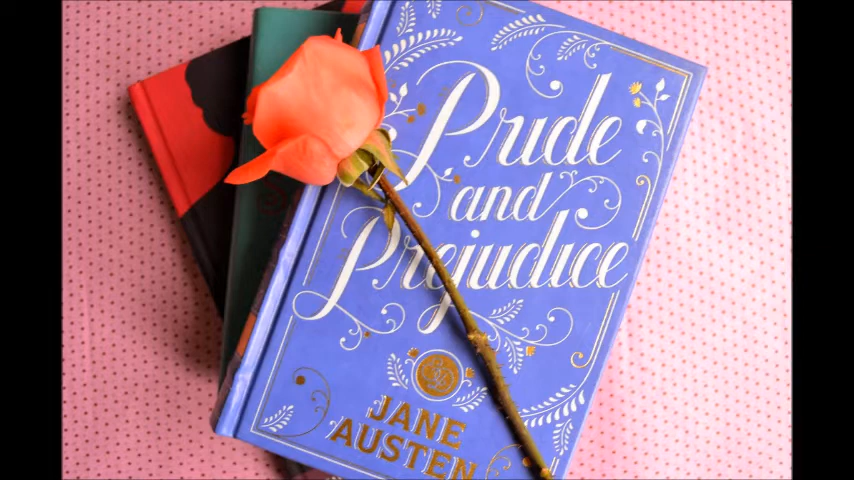 Pride
and
Prejudice
JANE
AUSTEN